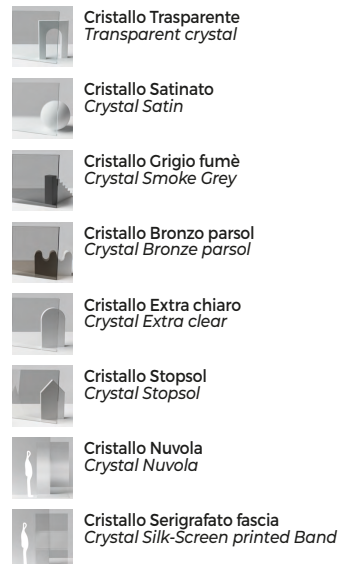 Cristallo Trasparente
Transparent crystal
Cristallo Satinato
Crystal Satin
Cristallo Grigio fumè
Crystal Smoke Grey
Cristallo Bronzo parsol
Crystal Bronze parsol
Cristallo Extra chiaro
Crystal Extra clear
Cristallo Stopsol
Crystal Stopsol
Cristallo Nuvola
Crystal Nuvola
Cristallo Serigrafato fascia
Crystal Silk-Screen printed Band